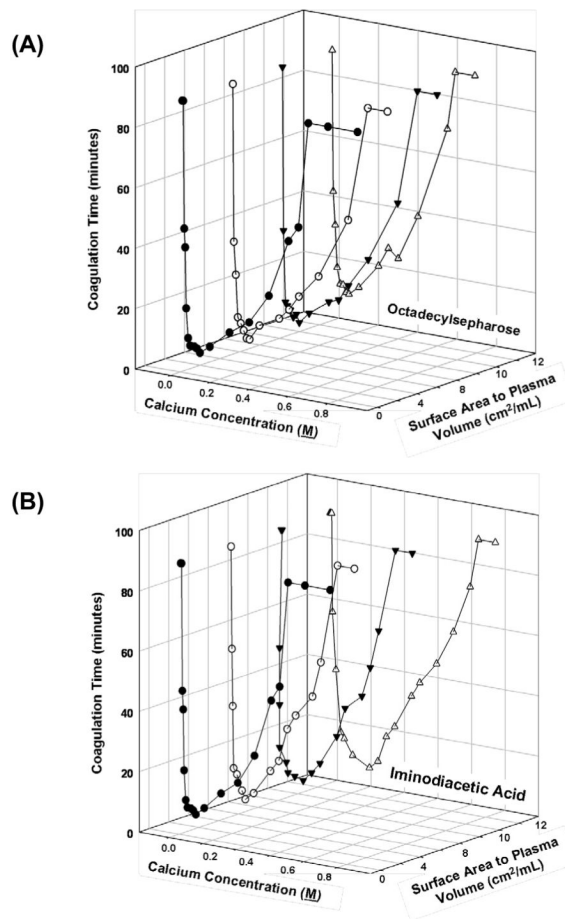 (A)
Coagulation Time (minutes)
100
80
60
40
20
0
0.0
0.2
0.4
0.6
0.8
Calcium Concentration (M)
0
4
8
10
12
Surface Area to Plasma
Volume (cm²/mL)
Octadecylsepharose
(B)
Coagulation Time (minutes)
100
80
60
40
20
0
0.0
0.2
0.4
0.6
0.8
Calcium Concentration (M)
0
4
8
10
12
Surface Area to Plasma
Volume (cm²/mL)
Iminodiacetic Acid